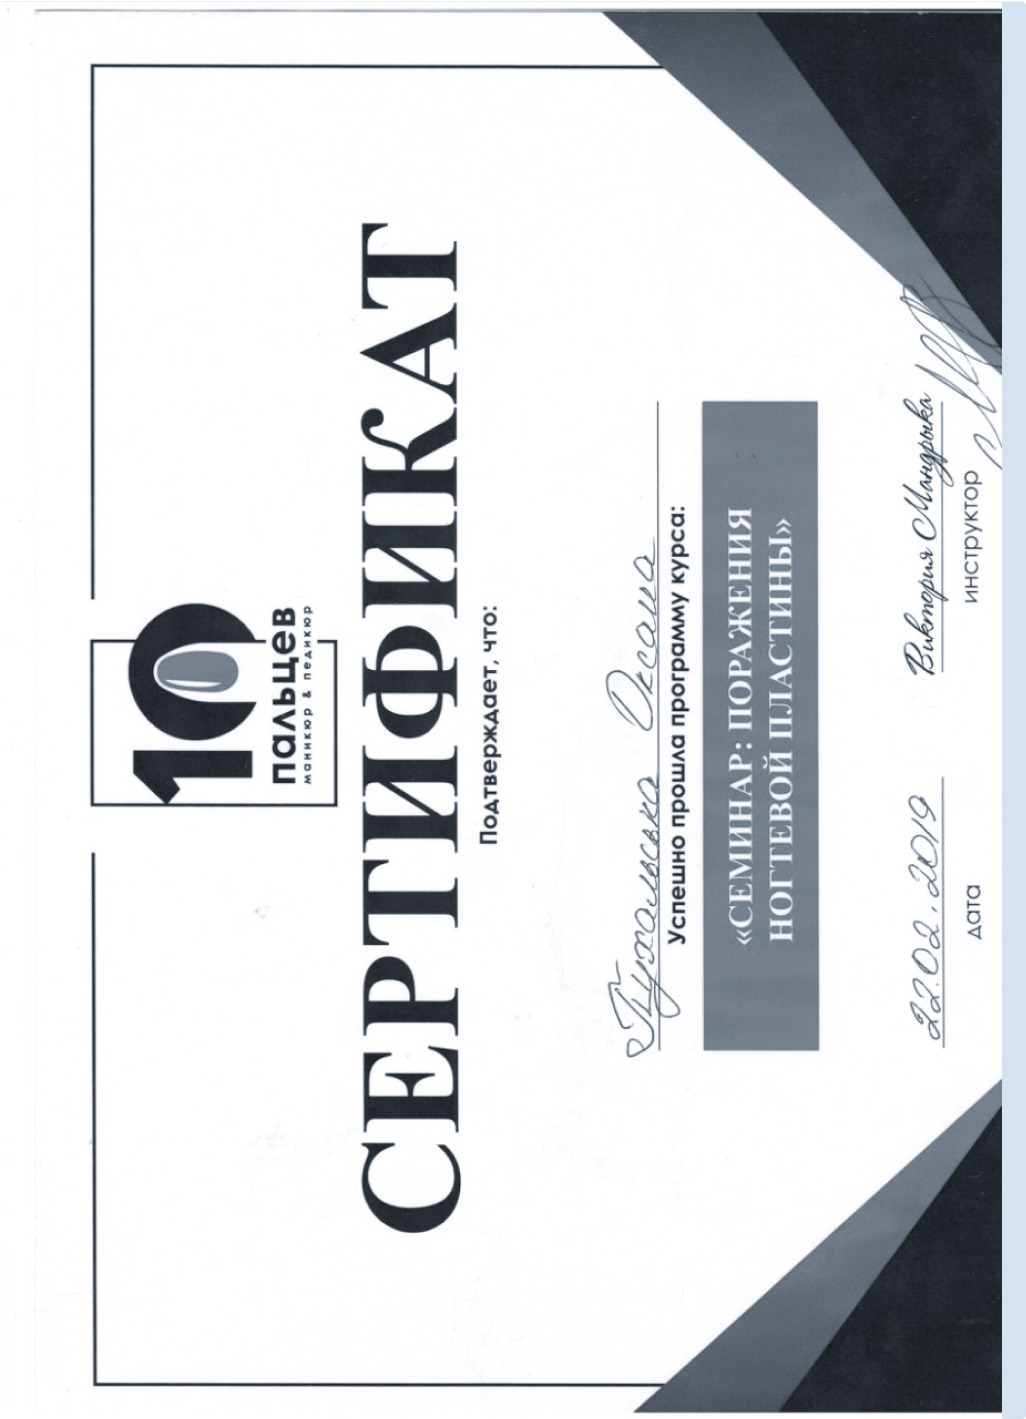 10
пальцев
маникюр & педикюр
СЕРТИФИКАТ
Подтверждает, что:
Оксана
Успешно прошла программу курса:
«СЕМИНАР: ПОРАЖЕНИЯ
НОГТЕВОЙ ПЛАСТИНЫ»
22.02.2019 Виктория Мандрыка
дата инструктор